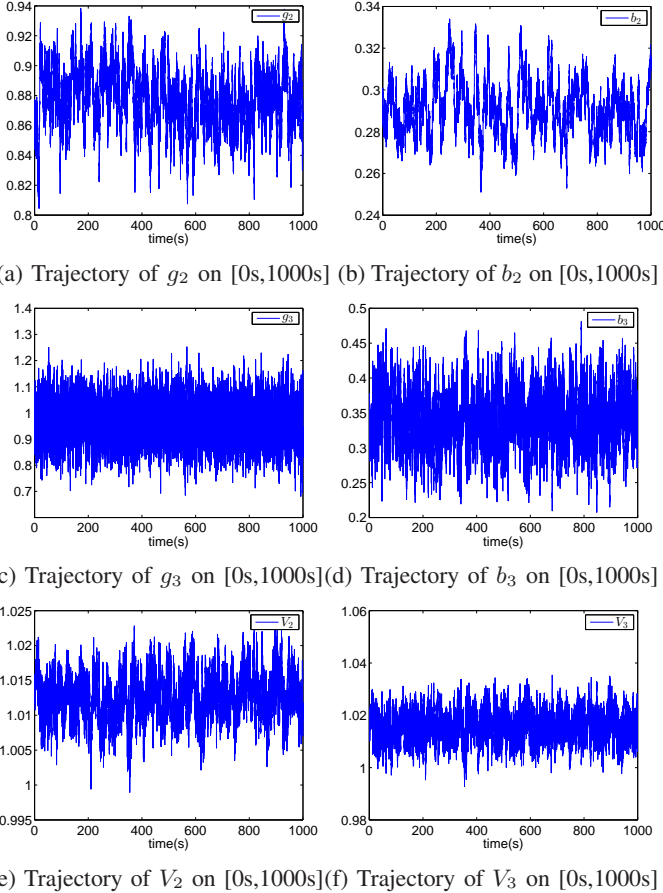 0.94
0.92
0.9
0.88
0.86
0.84
0.82
0.8
0 200 400 600 800 1000
time(s)
g2
0.34
0.32
0.3
0.28
0.26
0.24
0 200 400 600 800 1000
time(s)
b2
(a) Trajectory of g2 on [0s,1000s] (b) Trajectory of b2 on [0s,1000s]
1.4
1.3
1.2
1.1
1
0.9
0.8
0.7
0 200 400 600 800 1000
time(s)
g3
0.5
0.45
0.4
0.35
0.3
0.25
0.2
0 200 400 600 800 1000
time(s)
b3
c) Trajectory of g3 on [0s,1000s](d) Trajectory of b3 on [0s,1000s]
1.025
1.02
1.015
1.01
1.005
1
0.995
0 200 400 600 800 1000
time(s)
V2
1.06
1.04
1.02
1
0.98
0 200 400 600 800 1000
time(s)
V3
e) Trajectory of V2 on [0s,1000s](f) Trajectory of V3 on [0s,1000s]